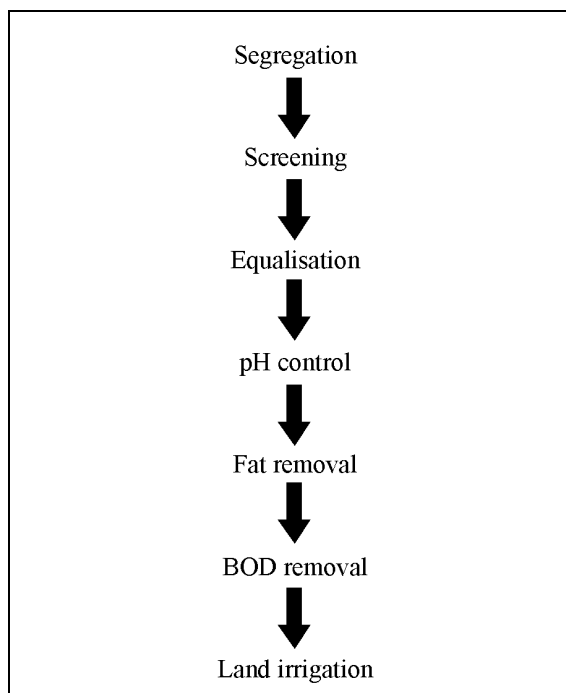 Segregation
Screening
Equalisation
pH control
Fat removal
BOD removal
Land irrigation